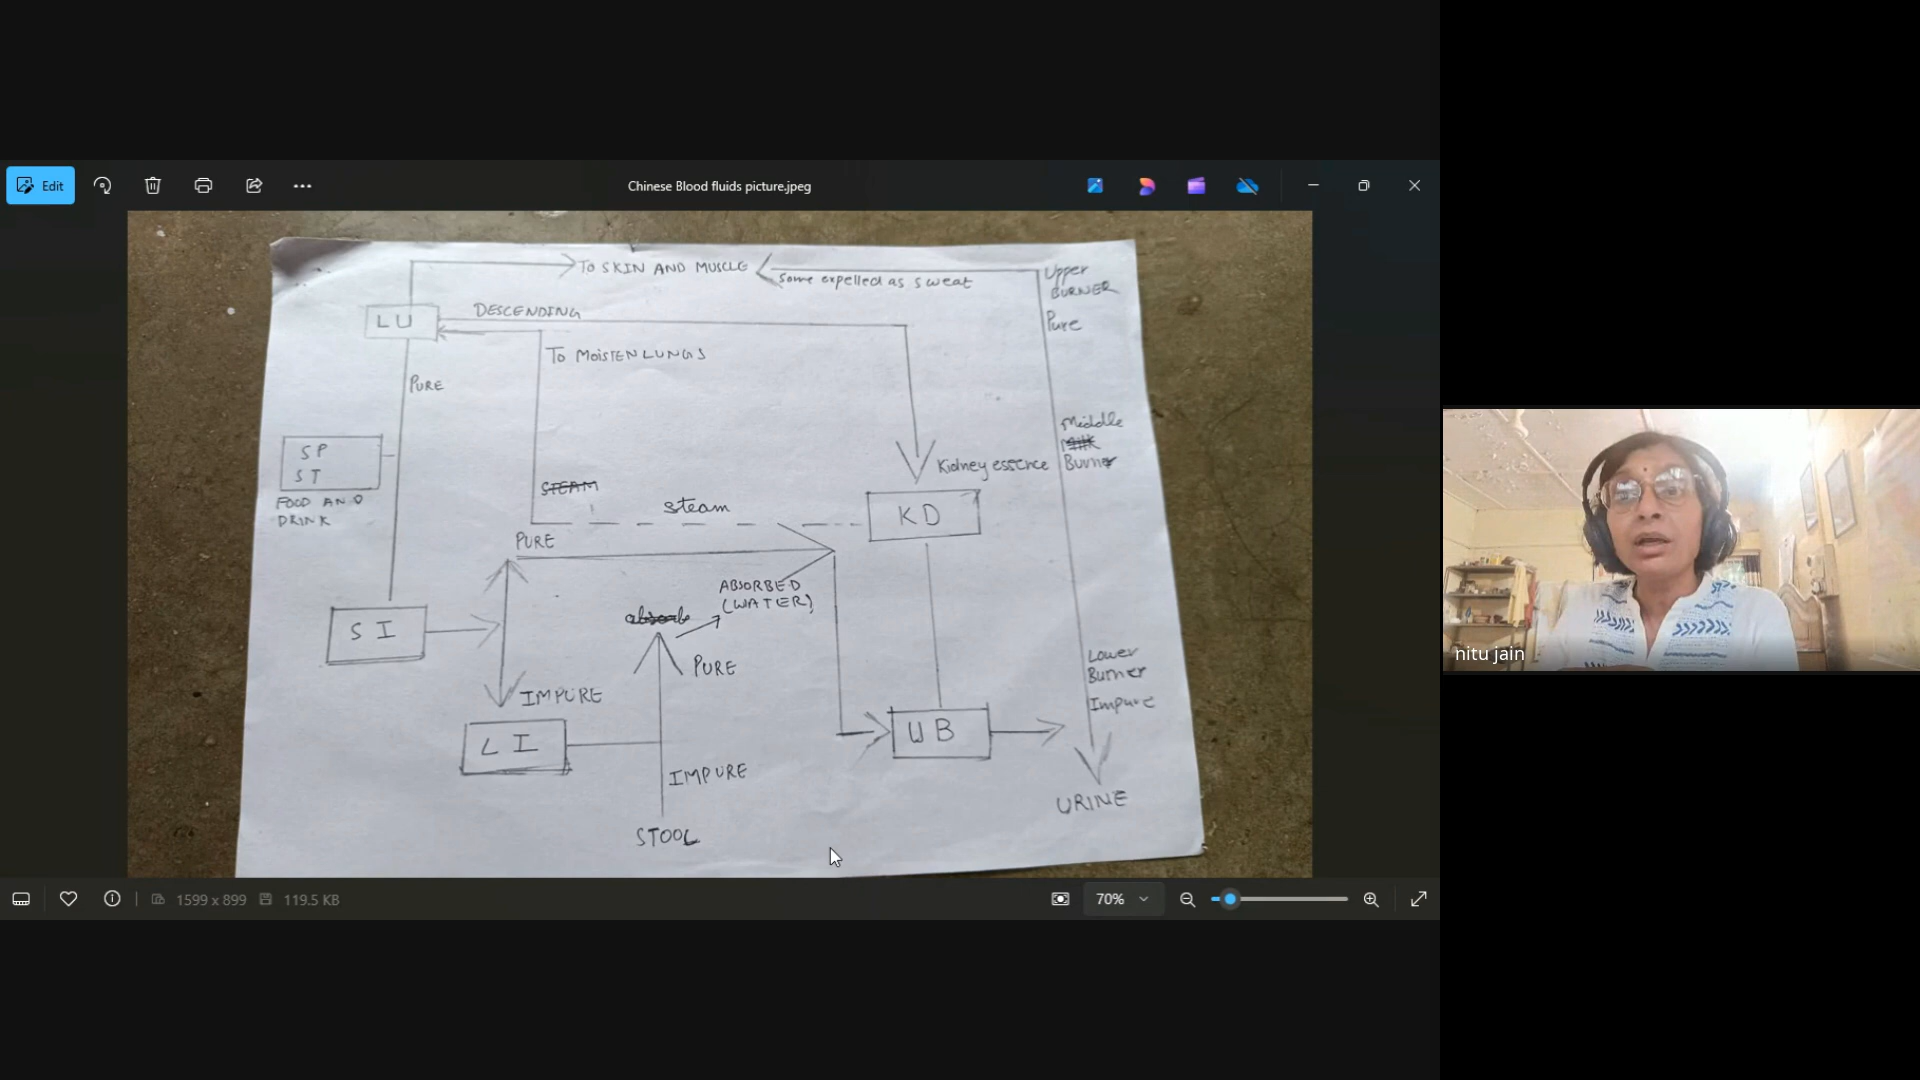 Edit
Chinese Blood fluids picture.jpeg
TO SKIN AND MUSCLE
Some expelled as sweat
Upper
BURNER
Pure
LU
DESCENDING
TO MOISTEN LUNGS
PURE
Middle
Burner
SP
ST
FOOD AND
DRINK
Kidney essence
STEAM
steam
KD
PURE
ABSORBED
(WATER)
absorb
SI
PURE
Lower
Burner
Impure
IMPURE
LI
UB
IMPURE
URINE
STOOL
nitu jain
1599 x 899
119.5 KB
70%